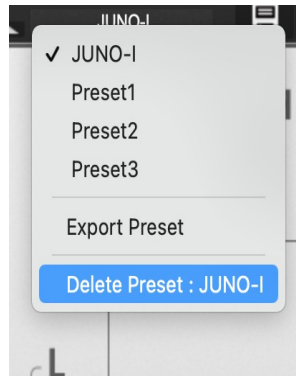 JUNO-I
✓ JUNO-I
Preset1
Preset2
Preset3
Export Preset
Delete Preset : JUNO-I
L